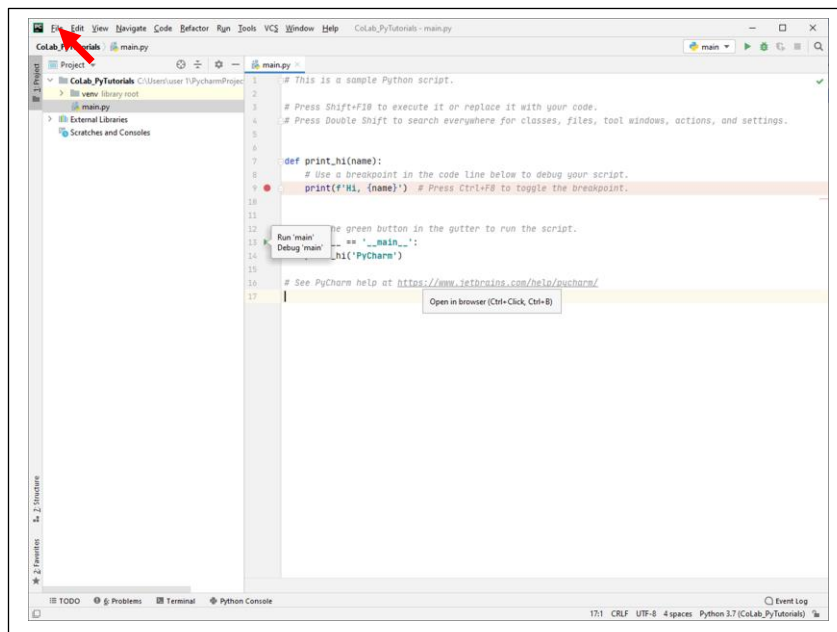 File Edit View Navigate Code Refactor Run Tools VCS Window Help CoLab_PyTutorials - main.py
main.py
main
1: Project
Project
main.py
CoLab_PyTutorials C:\Users\user 1\PycharmProjec
venv library root
main.py
External Libraries
Scratches and Consoles
1 # This is a sample Python script.
2
3 # Press Shift+F10 to execute it or replace it with your code.
4 # Press Double Shift to search everywhere for classes, files, tool windows, actions, and settings.
5
6
7 def print_hi(name):
8 # Use a breakpoint in the code line below to debug your script.
9 print(f'Hi, {name}') # Press Ctrl+F8 to toggle the breakpoint.
10
11
12 he green button in the gutter to run the script.
13 == '__main__':
14 _hi('PyCharm')
15
16 # See PyCharm help at https://www.jetbrains.com/help/pycharm/
17
Run 'main'
Debug 'main'
Open in browser (Ctrl+Click, Ctrl+B)
Z: Structure
2: Favorites
TODO 6: Problems Terminal Python Console
Event Log
17:1 CRLF UTF-8 4 spaces Python 3.7 (CoLab_PyTutorials)